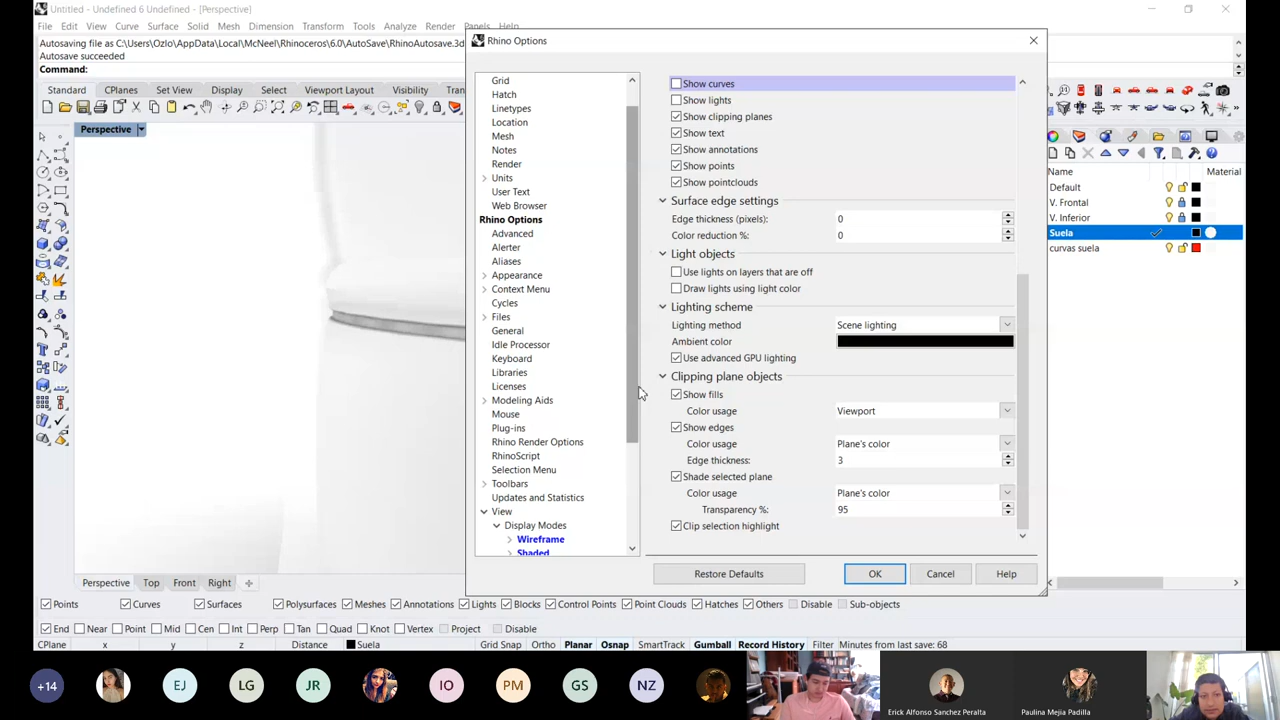 Untitled - Undefined 6 Undefined - [Perspective]
File Edit View Curve Surface Solid Mesh Dimension Transform Tools Analyze Render Panels Help
Autosaving file as C:\Users\Ozlo\AppData\Local\McNeel\Rhinoceros\6.0\AutoSave\RhinoAutosave.3d
Autosave succeeded
Command:
Standard CPlanes Set View Display Select Viewport Layout Visibility Tran
Perspective
Rhino Options
Grid
Hatch
Linetypes
Location
Mesh
Notes
Render
Units
User Text
Web Browser
Rhino Options
Advanced
Alerter
Aliases
Appearance
Context Menu
Cycles
Files
General
Idle Processor
Keyboard
Libraries
Licenses
Modeling Aids
Mouse
Plug-ins
Rhino Render Options
RhinoScript
Selection Menu
Toolbars
Updates and Statistics
View
Display Modes
Wireframe
Shaded
Show curves
Show lights
Show clipping planes
Show text
Show annotations
Show points
Show pointclouds
Surface edge settings
Edge thickness (pixels): 0
Color reduction %: 0
Light objects
Use lights on layers that are off
Draw lights using light color
Lighting scheme
Lighting method Scene lighting
Ambient color
Use advanced GPU lighting
Clipping plane objects
Show fills
Color usage Viewport
Show edges
Color usage Plane's color
Edge thickness: 3
Shade selected plane
Color usage Plane's color
Transparency %: 95
Clip selection highlight
Restore Defaults OK Cancel Help
Name Material
Default
V. Frontal
V. Inferior
Suela
curvas suela
Perspective Top Front Right
Points Curves Surfaces Polysurfaces Meshes Annotations Lights Blocks Control Points Point Clouds Hatches Others Disable Sub-objects
End Near Point Mid Cen Int Perp Tan Quad Knot Vertex Project Disable
CPlane x y z Distance Suela Grid Snap Ortho Planar Osnap SmartTrack Gumball Record History Filter Minutes from last save: 68
+14 EJ LG JR IO PM GS NZ
Erick Alfonso Sanchez Peralta Paulina Mejia Padilla